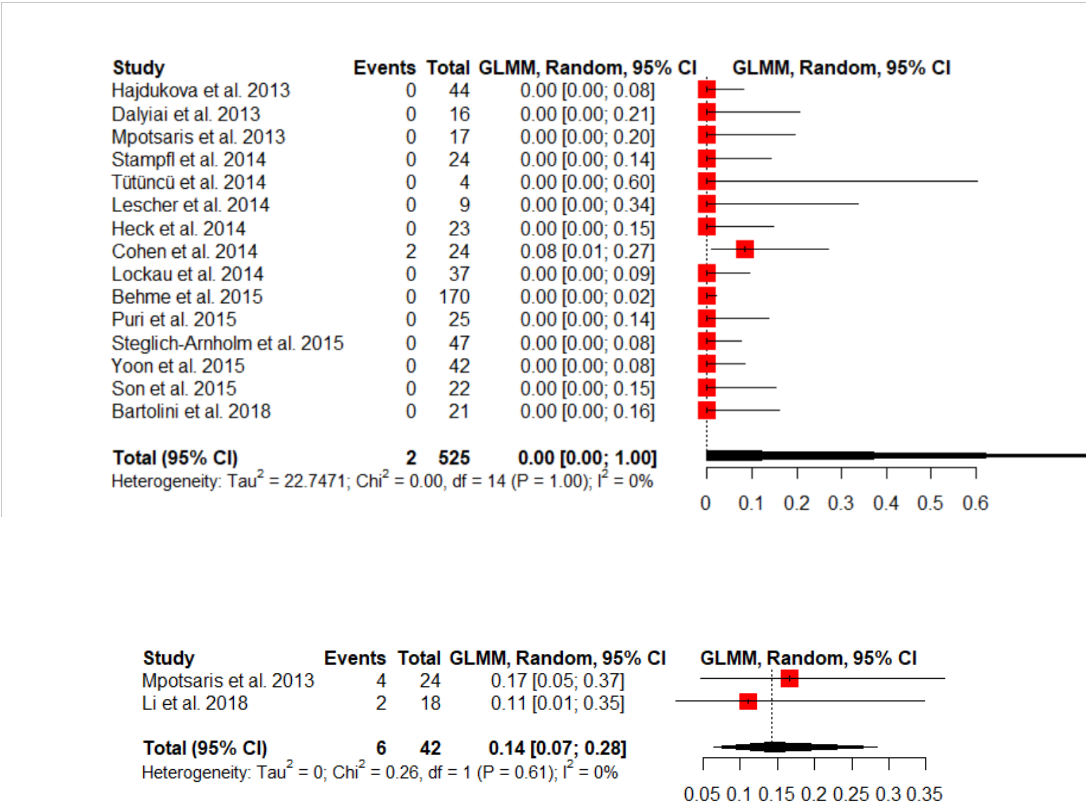 Study Events Total GLMM, Random, 95% CI GLMM, Random, 95% CI
Hajdukova et al. 2013 0 44 0.00 [0.00; 0.08]
Dalyiai et al. 2013 0 16 0.00 [0.00; 0.21]
Mpotsaris et al. 2013 0 17 0.00 [0.00; 0.20]
Stampfl et al. 2014 0 24 0.00 [0.00; 0.14]
Tütüncü et al. 2014 0 4 0.00 [0.00; 0.60]
Lescher et al. 2014 0 9 0.00 [0.00; 0.34]
Heck et al. 2014 0 23 0.00 [0.00; 0.15]
Cohen et al. 2014 2 24 0.08 [0.01; 0.27]
Lockau et al. 2014 0 37 0.00 [0.00; 0.09]
Behme et al. 2015 0 170 0.00 [0.00; 0.02]
Puri et al. 2015 0 25 0.00 [0.00; 0.14]
Steglich-Arnholm et al. 2015 0 47 0.00 [0.00; 0.08]
Yoon et al. 2015 0 42 0.00 [0.00; 0.08]
Son et al. 2015 0 22 0.00 [0.00; 0.15]
Bartolini et al. 2018 0 21 0.00 [0.00; 0.16]
Total (95% CI) 2 525 0.00 [0.00; 1.00]
Heterogeneity: Tau² = 22.7471; Chi² = 0.00, df = 14 (P = 1.00); I² = 0%
0 0.1 0.2 0.3 0.4 0.5 0.6
Study Events Total GLMM, Random, 95% CI GLMM, Random, 95% CI
Mpotsaris et al. 2013 4 24 0.17 [0.05; 0.37]
Li et al. 2018 2 18 0.11 [0.01; 0.35]
Total (95% CI) 6 42 0.14 [0.07; 0.28]
Heterogeneity: Tau² = 0; Chi² = 0.26, df = 1 (P = 0.61); I² = 0%
0.05 0.1 0.15 0.2 0.25 0.3 0.35